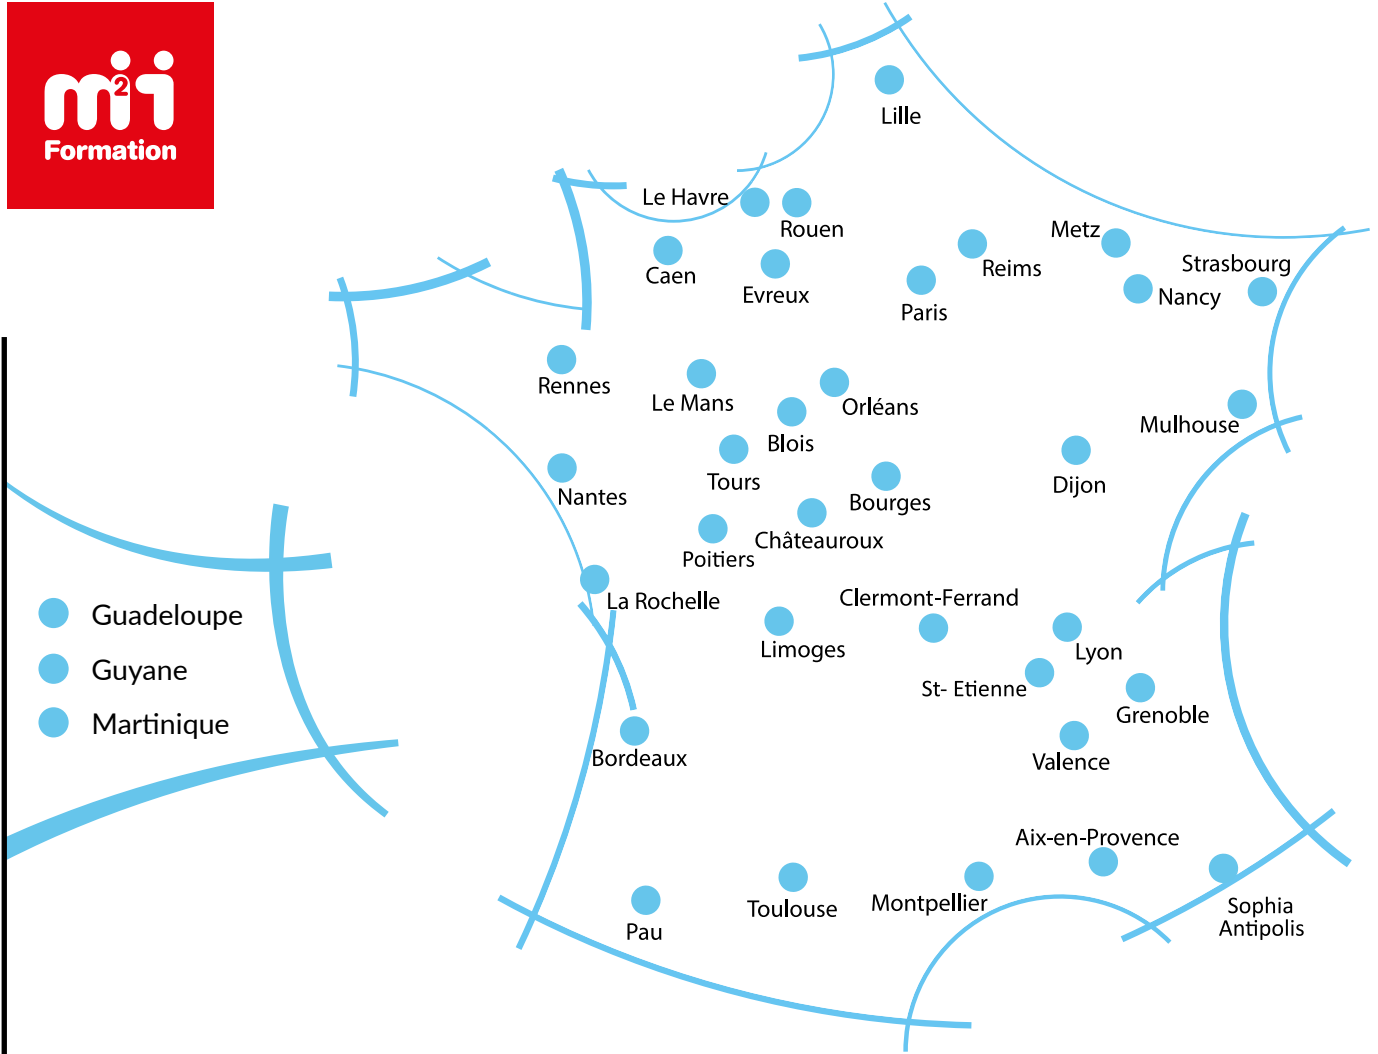 m2i
Formation
Lille
Le Havre
Rouen
Caen
Evreux
Paris
Reims
Metz
Nancy
Strasbourg
Rennes
Le Mans
Orléans
Blois
Mulhouse
Tours
Nantes
Bourges
Dijon
Châteauroux
Poitiers
La Rochelle
Clermont-Ferrand
Limoges
Lyon
St- Etienne
Grenoble
Bordeaux
Valence
Aix-en-Provence
Montpellier
Toulouse
Pau
Sophia
Antipolis
Guadeloupe
Guyane
Martinique